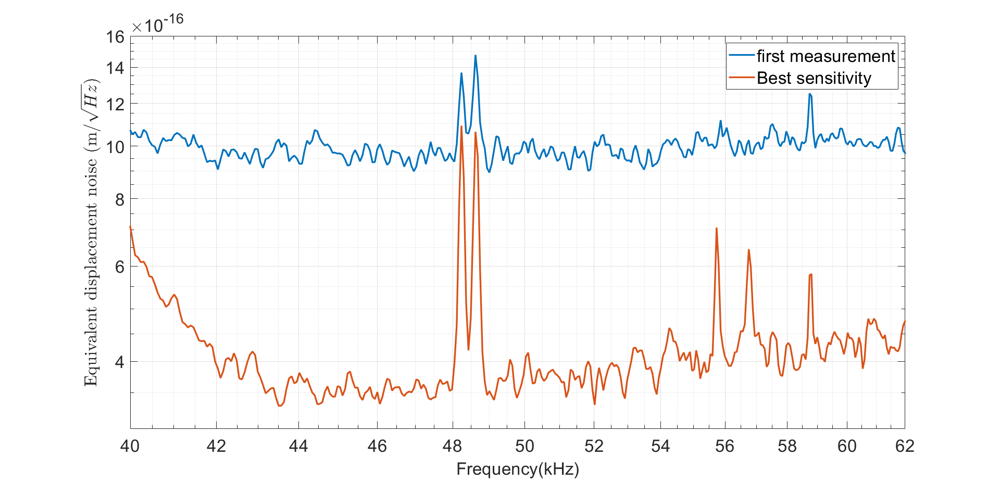 ×10-16
16
14
12
10
8
6
4
Equivalent displacement noise (m/√Hz)
first measurement
Best sensitivity
40 42 44 46 48 50 52 54 56 58 60 62
Frequency(kHz)